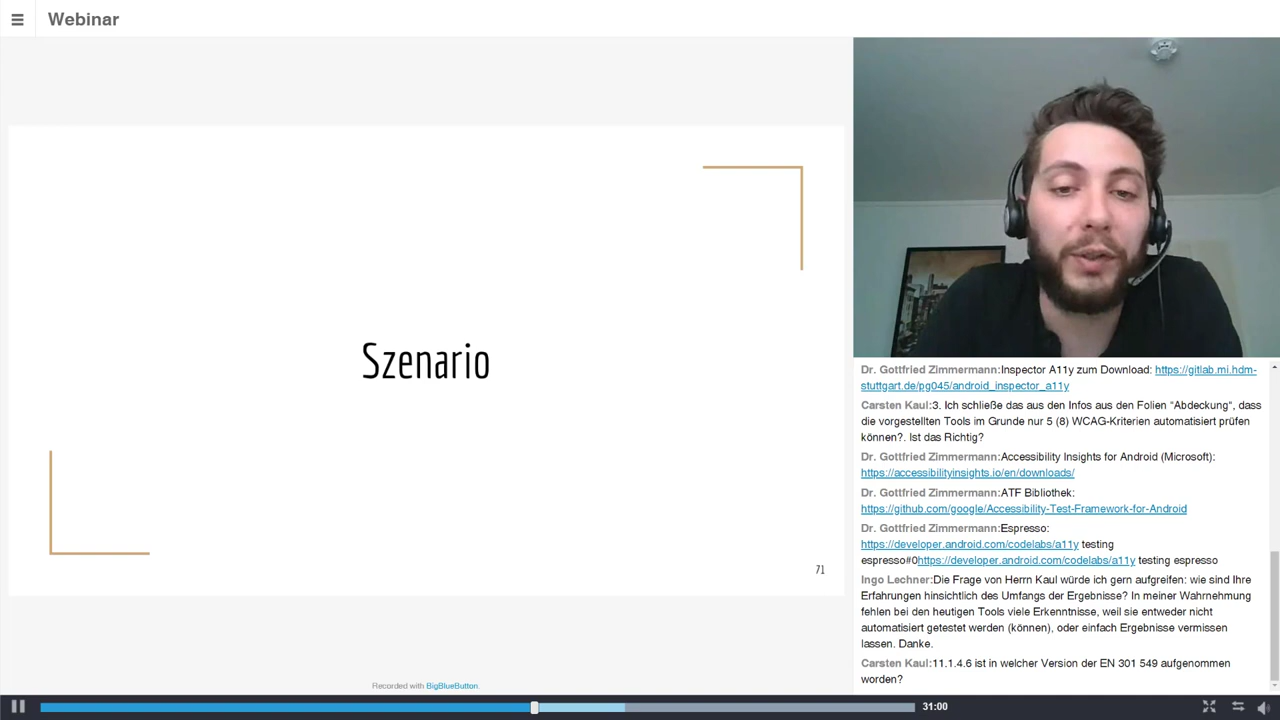 Webinar
Szenario
71
Recorded with BigBlueButton.
Dr. Gottfried Zimmermann:Inspector A11y zum Download: https://gitlab.mi.hdm-
stuttgart.de/pg045/android_inspector_a11y
Carsten Kaul:3. Ich schließe das aus den Infos aus den Folien "Abdeckung", dass
die vorgestellten Tools im Grunde nur 5 (8) WCAG-Kriterien automatisiert prüfen
können?. Ist das Richtig?
Dr. Gottfried Zimmermann:Accessibility Insights for Android (Microsoft):
https://accessibilityinsights.io/en/downloads/
Dr. Gottfried Zimmermann:ATF Bibliothek:
https://github.com/google/Accessibility-Test-Framework-for-Android
Dr. Gottfried Zimmermann:Espresso:
https://developer.android.com/codelabs/a11y testing
espresso#0https://developer.android.com/codelabs/a11y testing espresso
Ingo Lechner:Die Frage von Herrn Kaul würde ich gern aufgreifen: wie sind Ihre
Erfahrungen hinsichtlich des Umfangs der Ergebnisse? In meiner Wahrnehmung
fehlen bei den heutigen Tools viele Erkenntnisse, weil sie entweder nicht
automatisiert getestet werden (können), oder einfach Ergebnisse vermissen
lassen. Danke.
Carsten Kaul:11.1.4.6 ist in welcher Version der EN 301 549 aufgenommen
worden?
31:00